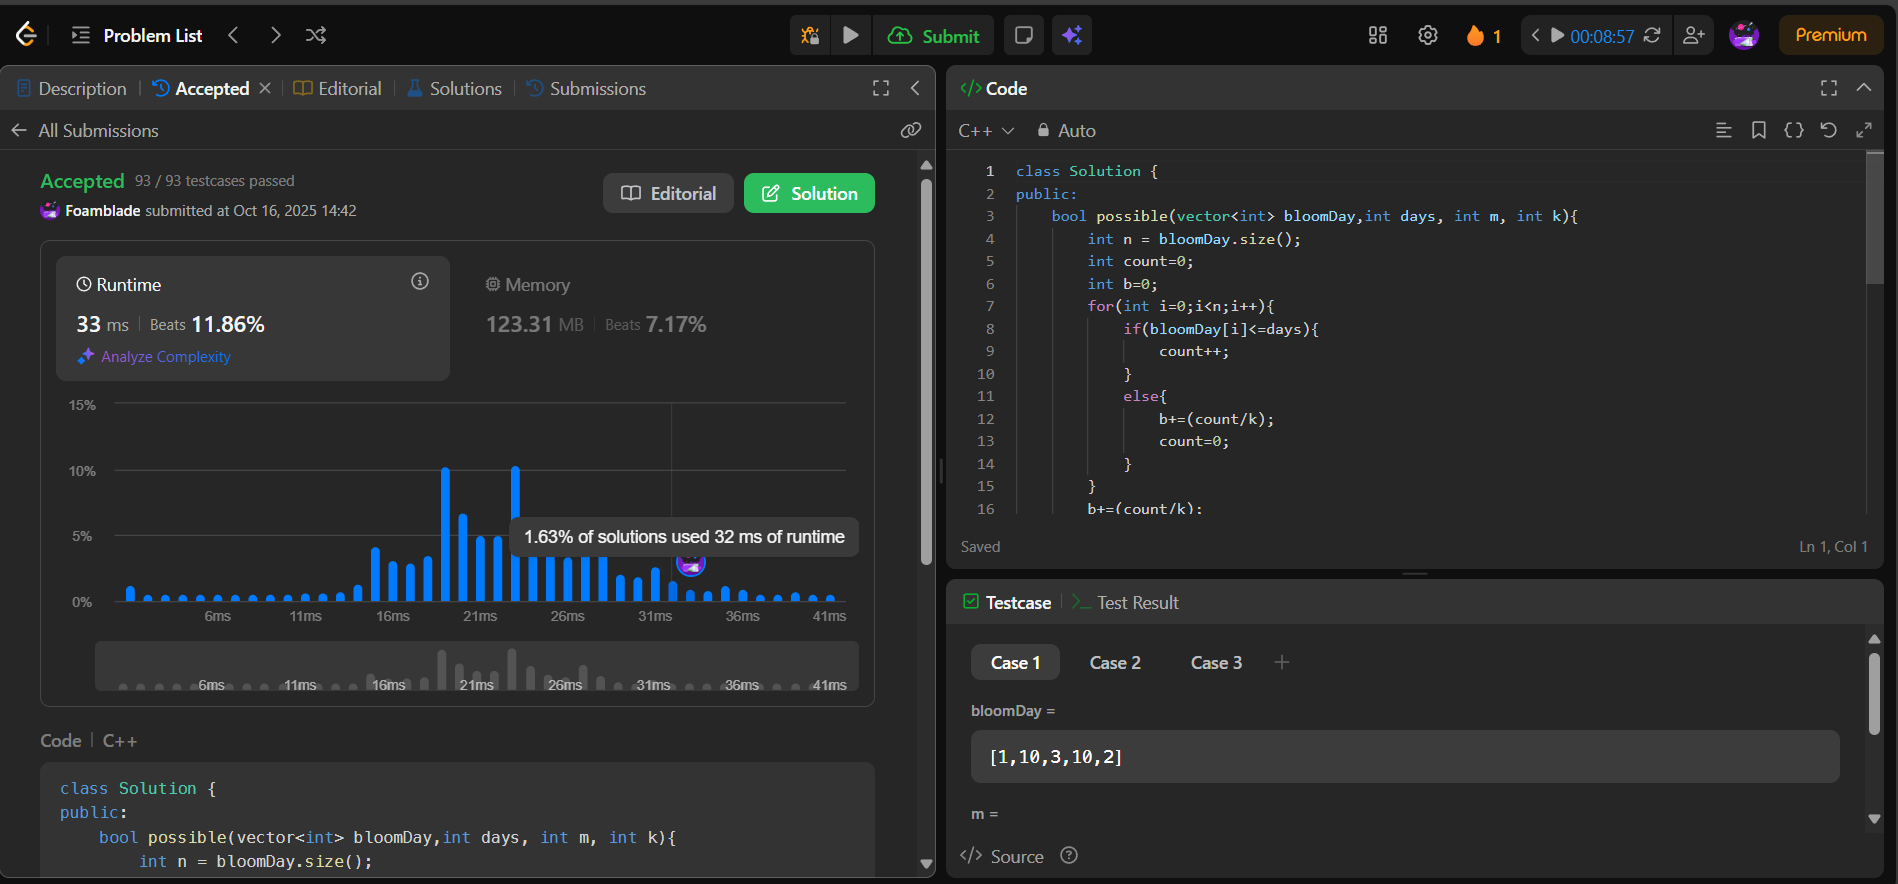 Problem List
Submit
1
00:08:57
Premium
Description
Accepted
Editorial
Solutions
Submissions
All Submissions
Accepted 93 / 93 testcases passed
Foamblade submitted at Oct 16, 2025 14:42
Editorial
Solution
Runtime
33 ms Beats 11.86%
Analyze Complexity
Memory
123.31 MB Beats 7.17%
15%
10%
5%
0%
1.63% of solutions used 32 ms of runtime
6ms 11ms 16ms 21ms 26ms 31ms 36ms 41ms
6ms 11ms 16ms 21ms 26ms 31ms 36ms 41ms
Code C++
class Solution {
public:
bool possible(vector<int> bloomDay,int days, int m, int k){
int n = bloomDay.size();
</> Code
C++ Auto
1 class Solution {
2 public:
3 bool possible(vector<int> bloomDay,int days, int m, int k){
4 int n = bloomDay.size();
5 int count=0;
6 int b=0;
7 for(int i=0;i<n;i++){
8 if(bloomDay[i]<=days){
9 count++;
10 }
11 else{
12 b+=(count/k);
13 count=0;
14 }
15 }
16 b+=(count/k);
Saved
Ln 1, Col 1
Testcase
Test Result
Case 1
Case 2
Case 3
bloomDay =
[1,10,3,10,2]
m =
</> Source